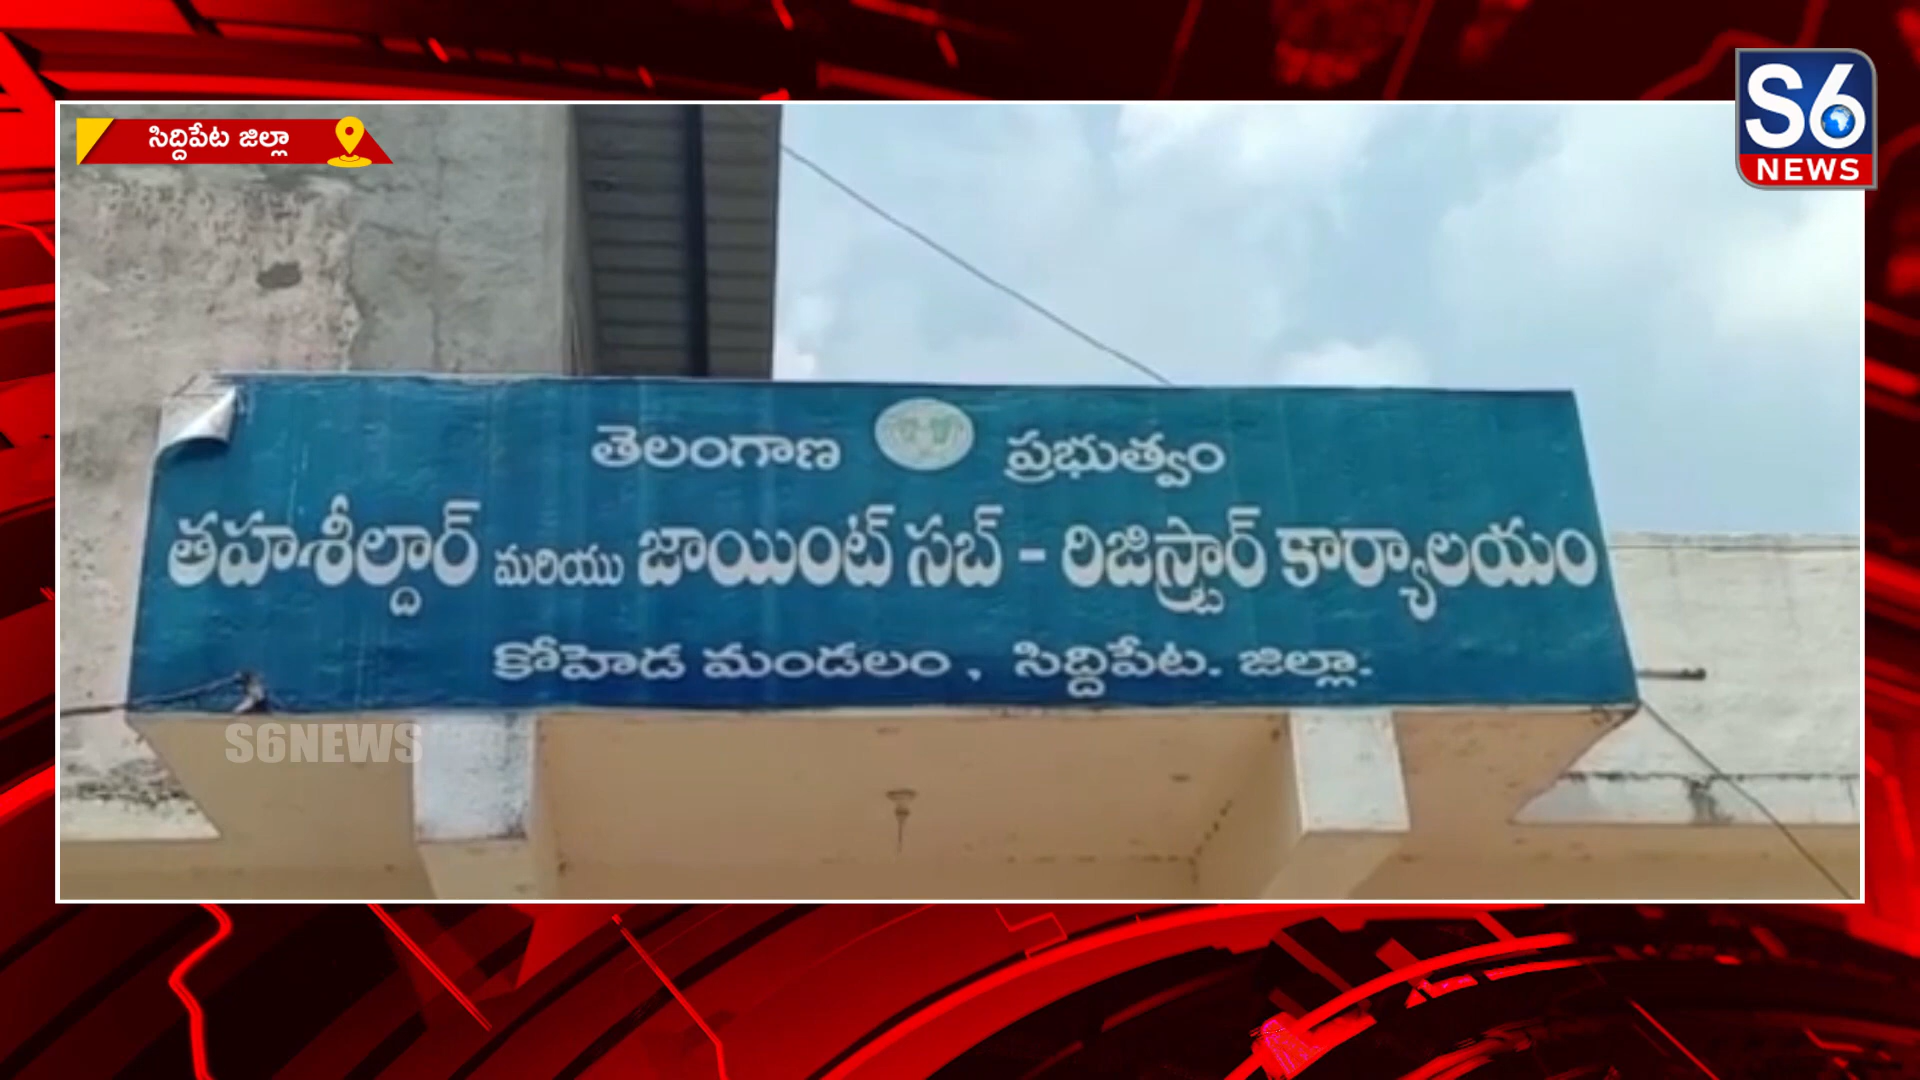 సిద్దిపేట జిల్లా
S6
NEWS
తెలంగాణ ప్రభుత్వం
తహశీల్దార్ మరియు జాయింట్ సబ్ - రిజిస్ట్రార్ కార్యాలయం
కోహెడ మండలం , సిద్దిపేట. జిల్లా.
S6NEWS